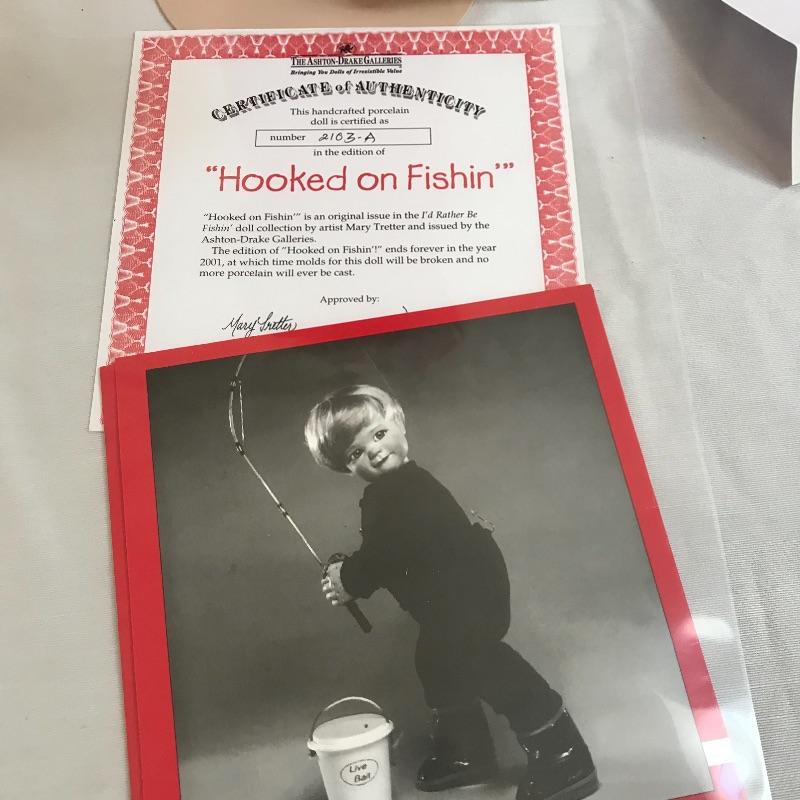 THE ASHTON-DRAKE GALLERIES
Bringing You Dolls of Irresistible Value
CERTIFICATE of AUTHENTICITY
This handcrafted porcelain
doll is certified as
number 2103-A
in the edition of
"Hooked on Fishin'"
"Hooked on Fishin'" is an original issue in the I'd Rather Be
Fishin' doll collection by artist Mary Tretter and issued by the
Ashton-Drake Galleries.
The edition of "Hooked on Fishin'!" ends forever in the year
2001, at which time molds for this doll will be broken and no
more porcelain will ever be cast.
Approved by:
Mary Tretter
Live
Bait